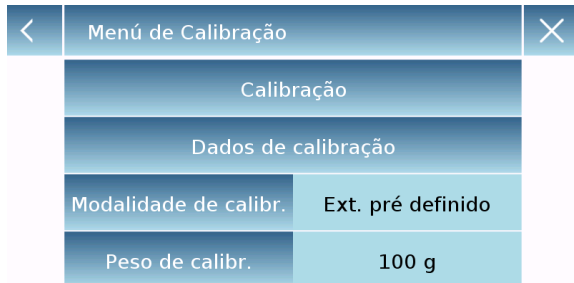 Menú de Calibração
Calibração
Dados de calibração
Modalidade de calibr. Ext. pré definido
Peso de calibr. 100 g